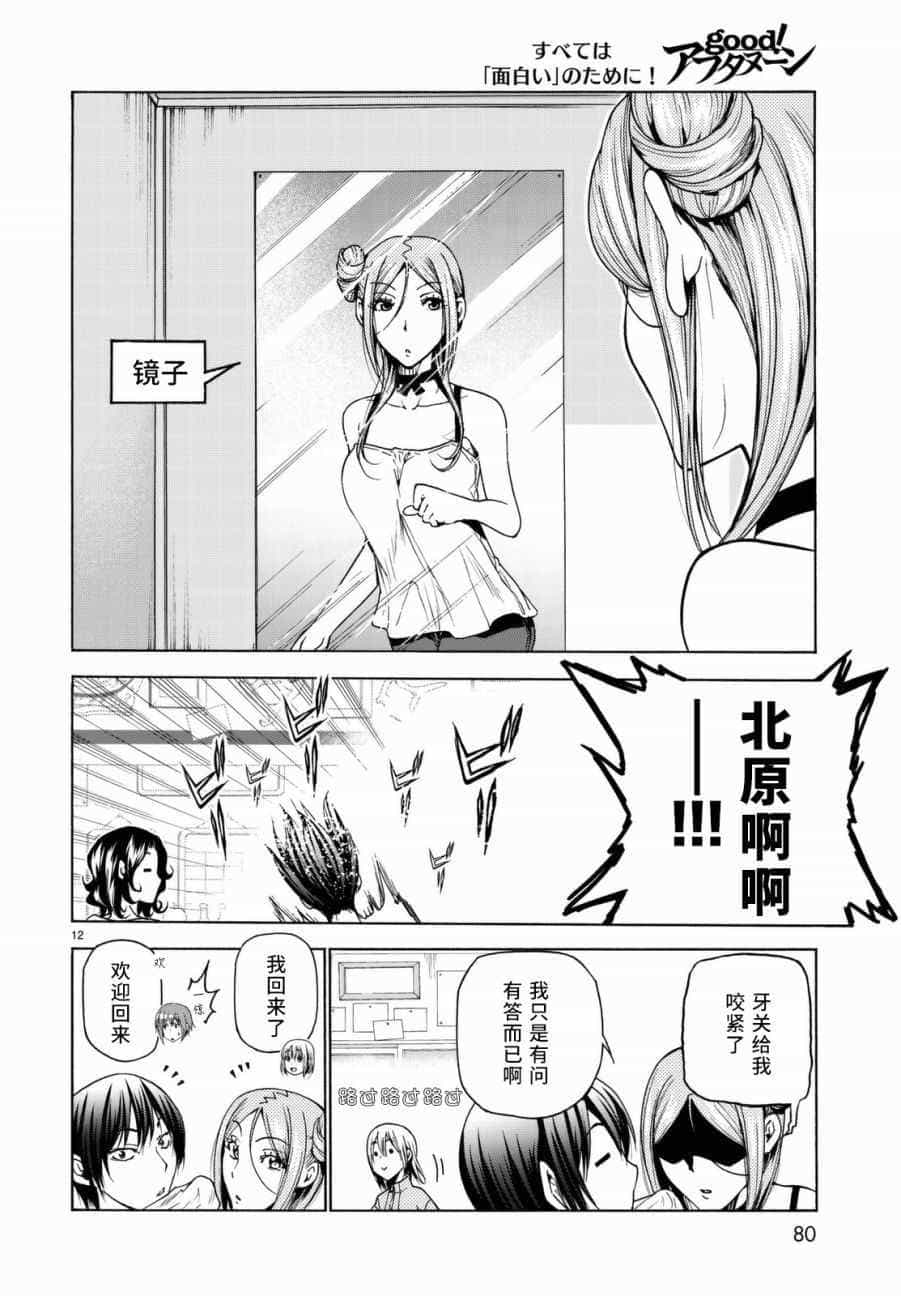 すべては
「面白い」のために!
good!
アフタヌーン
镜子
北原啊啊
——!!!
牙关给我
咬紧了
我只是有问
有答而已啊
路过路过路过
我回来了
一惊
欢
欢迎回来
12
80